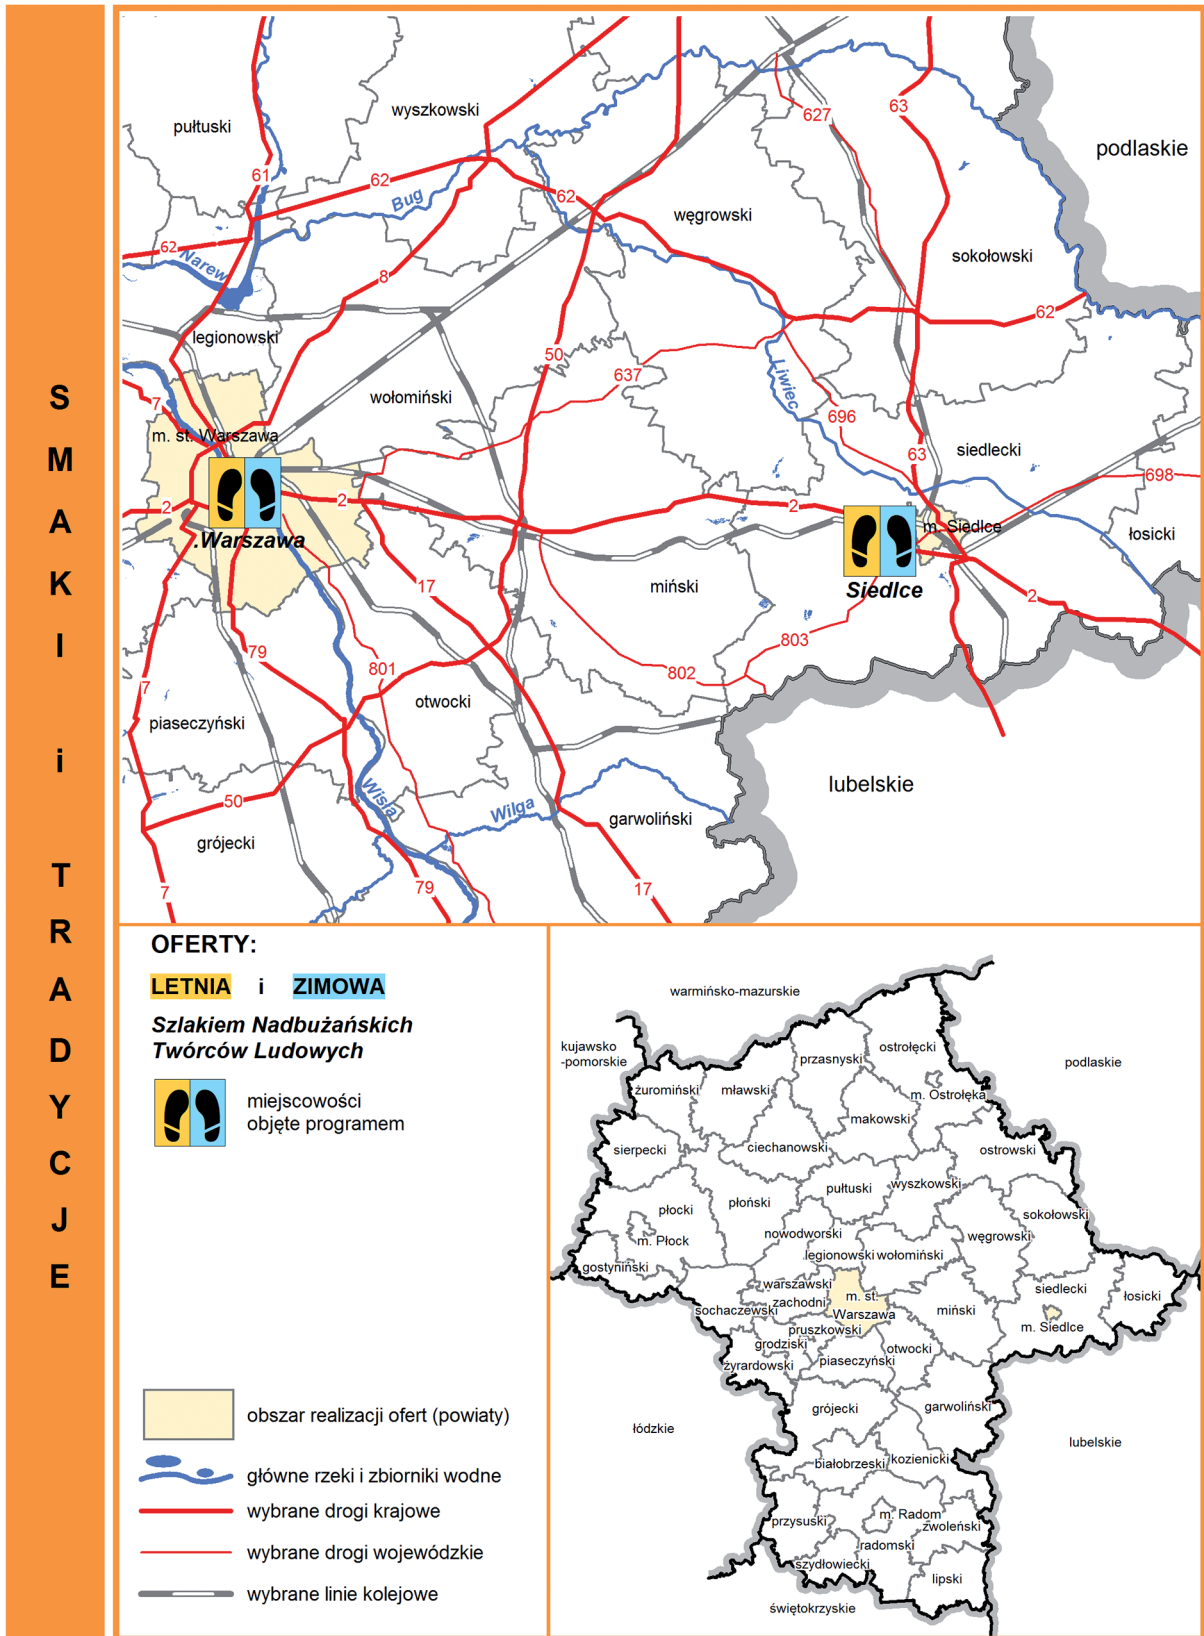 SMAKI i TRADYCJE
pułtuski
wyszkowski
627
63
podlaskie
61
62
Bug
62
węgrowski
62
Narew
8
sokołowski
62
legionowski
50
637
Liwiec
7
wołomiński
696
m. st. Warszawa
63
siedlecki
698
2
2
2
.Warszawa
m. Siedlce
łosicki
Siedlce
17
miński
2
79
801
803
802
7
otwocki
piaseczyński
lubelskie
50
Wisła
Wilga
garwoliński
grójecki
7
79
17
OFERTY:
LETNIA i ZIMOWA
Szlakiem Nadbużańskich
Twórców Ludowych
miejscowości
objęte programem
obszar realizacji ofert (powiaty)
główne rzeki i zbiorniki wodne
wybrane drogi krajowe
wybrane drogi wojewódzkie
wybrane linie kolejowe
warmińsko-mazurskie
kujawsko
-pomorskie
podlaskie
ostrołęcki
przasnyski
żuromiński
mławski
m. Ostrołęka
makowski
sierpecki
ciechanowski
ostrowski
pułtuski
wyszkowski
płocki
płoński
sokołowski
m. Płock
nowodworski
węgrowski
legionowski
wołomiński
gostyniński
warszawski
zachodni
m. st.
Warszawa
siedlecki
łosicki
sochaczewski
miński
m. Siedlce
pruszkowski
grodziski
otwocki
żyrardowski
piaseczyński
grójecki
garwoliński
łódzkie
lubelskie
białobrzeski
kozienicki
przysuski
m. Radom
zwoleński
radomski
szydłowiecki
lipski
świętokrzyskie